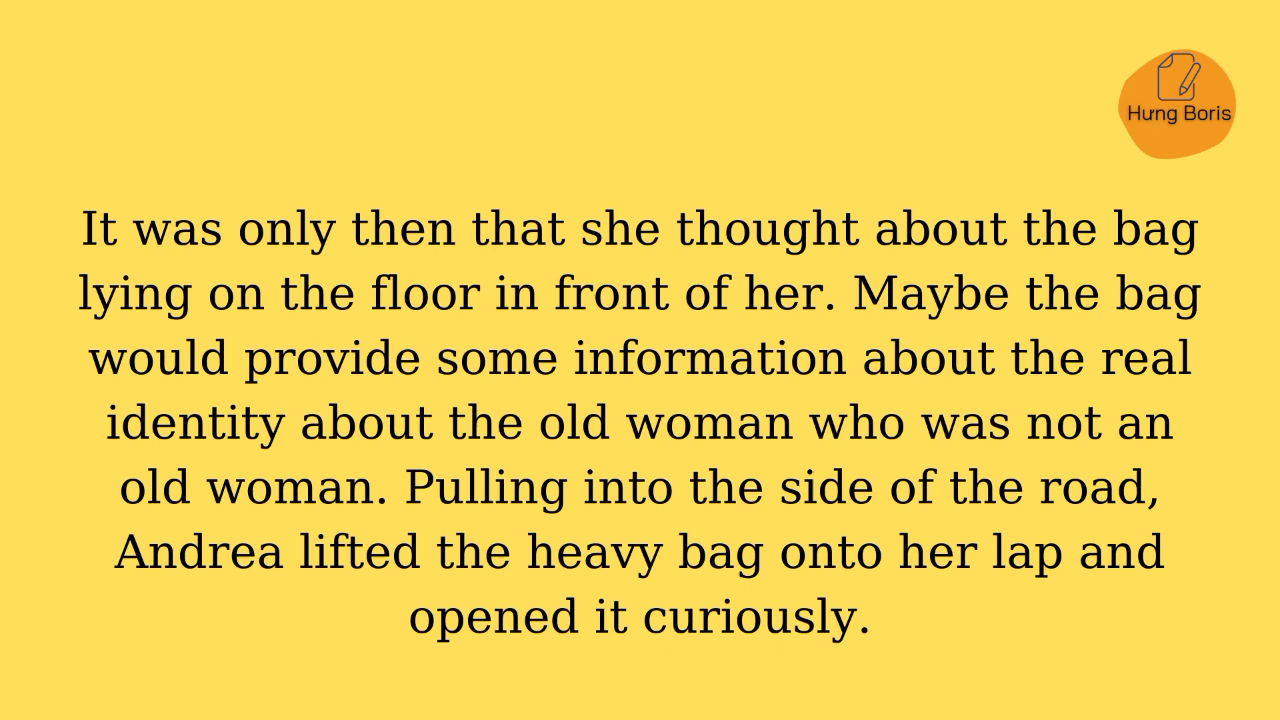 Hưng Boris
It was only then that she thought about the bag
lying on the floor in front of her. Maybe the bag
would provide some information about the real
identity about the old woman who was not an
old woman. Pulling into the side of the road,
Andrea lifted the heavy bag onto her lap and
opened it curiously.